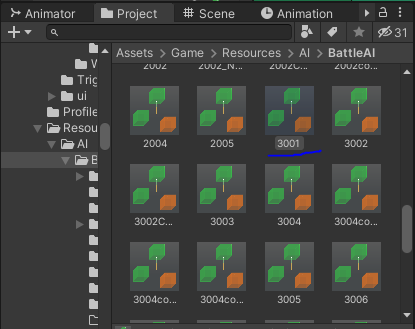 Animator Project Scene Animation
31
Assets > Game > Resources > AI > BattleAI
2002 2002_N... 2002C... 2002co...
W
Trig
ui
Profile
Resou
AI
B
2004 2005 3001 3002
3002C... 3003 3004 3004co...
3004co... 3004co... 3005 3006